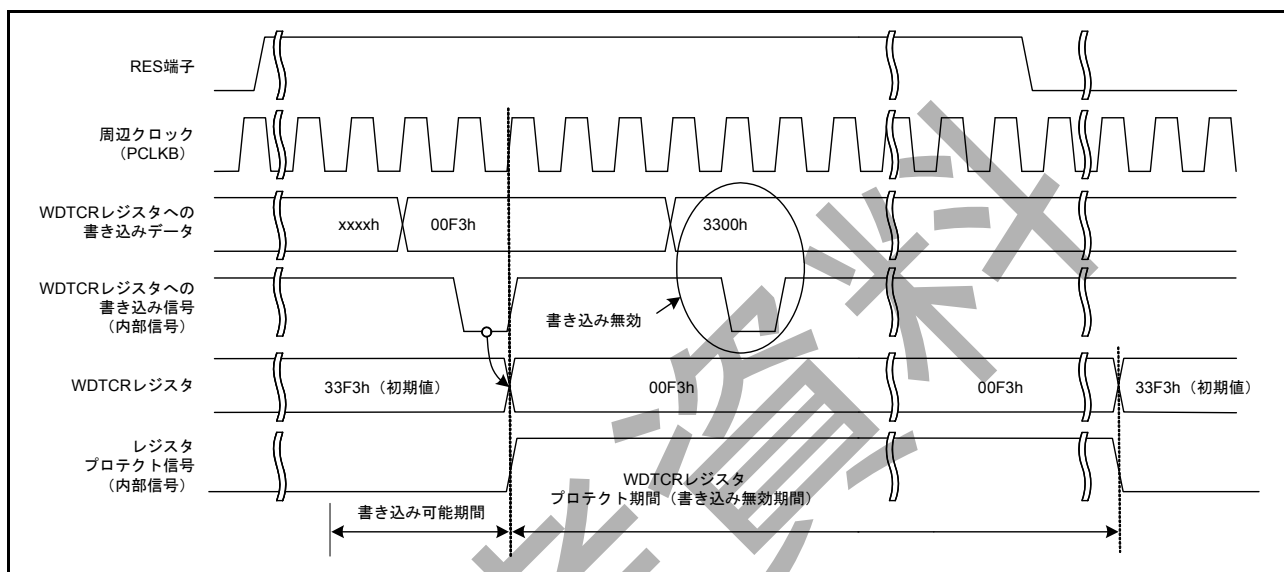 RES端子
周辺クロック
（PCLKB）
WDTCRレジスタへの
書き込みデータ
xxxxh
00F3h
3300h
WDTCRレジスタへの
書き込み信号
（内部信号）
書き込み無効
WDTCRレジスタ
33F3h（初期値）
00F3h
00F3h
33F3h（初期値）
レジスタ
プロテクト信号
（内部信号）
WDTCRレジスタ
プロテクト期間（書き込み無効期間）
書き込み可能期間
資料